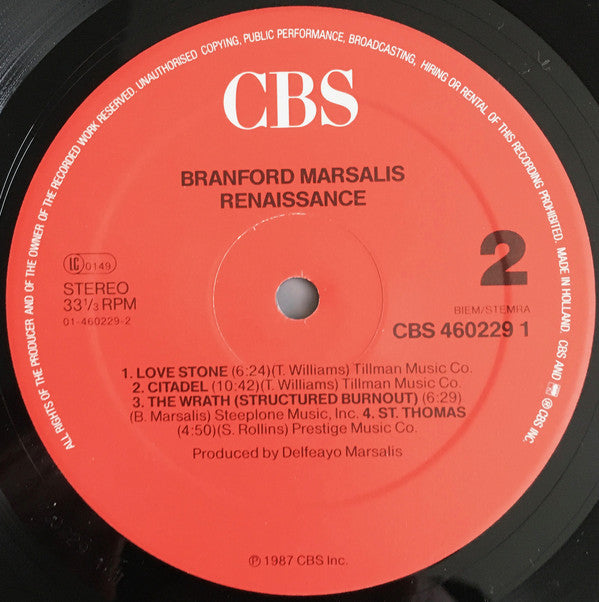 ALL RIGHTS OF THE PRODUCER AND OF THE OWNER OF THE RECORDED WORK RESERVED. UNAUTHORISED COPYING, PUBLIC PERFORMANCE, BROADCASTING, HIRING OR RENTAL OF THIS RECORDING PROHIBITED. MADE IN HOLLAND. CBS AND ℗ CBS INC.
CBS
BRANFORD MARSALIS
RENAISSANCE
LC 0149
STEREO
33 1/3 RPM
01-460229-2
2
BIEM/STEMRA
CBS 460229 1
1. LOVE STONE (6:24)(T. Williams) Tillman Music Co.
2. CITADEL (10:42)(T. Williams) Tillman Music Co.
3. THE WRATH (STRUCTURED BURNOUT) (6:29)
(B. Marsalis) Steeplone Music, Inc. 4. ST. THOMAS
(4:50)(S. Rollins) Prestige Music Co.
Produced by Delfeayo Marsalis
℗ 1987 CBS Inc.